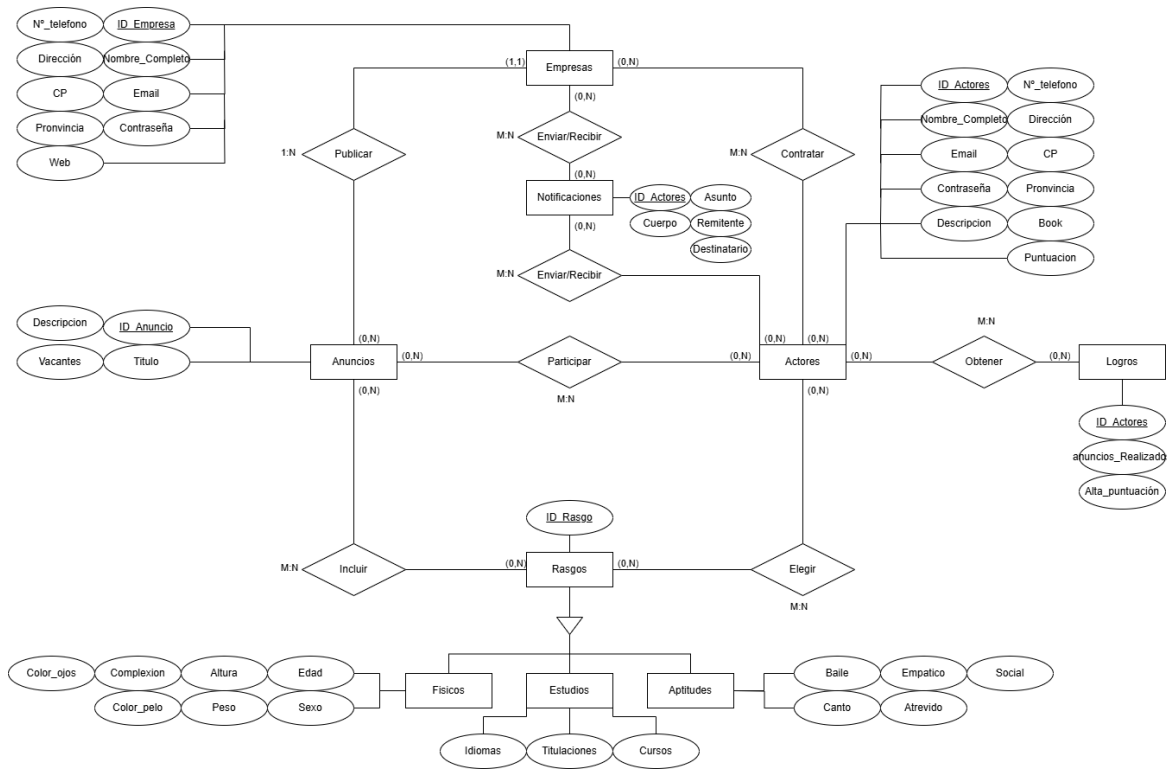 Nº_telefono
ID_Empresa
Dirección
Nombre_Completo
CP
Email
Pronvincia
Contraseña
Web
(1,1)
Empresas
(0,N)
(0,N)
M:N
Enviar/Recibir
1:N
Publicar
M:N
Contratar
(0,N)
Notificaciones
ID_Actores
Asunto
Cuerpo
Remitente
Destinatario
(0,N)
M:N
Enviar/Recibir
ID_Actores
Nº_telefono
Nombre_Completo
Dirección
Email
CP
Contraseña
Pronvincia
Descripcion
Book
Puntuacion
Descripcion
ID_Anuncio
Vacantes
Titulo
(0,N)
Anuncios
(0,N)
(0,N)
Participar
M:N
(0,N)
(0,N)
(0,N)
Actores
(0,N)
(0,N)
M:N
Obtener
(0,N)
Logros
ID_Actores
anuncios_Realizado
Alta_puntuación
ID_Rasgo
M:N
Incluir
(0,N)
Rasgos
(0,N)
Elegir
M:N
Color_ojos
Complexion
Altura
Edad
Color_pelo
Peso
Sexo
Fisicos
Estudios
Aptitudes
Baile
Empatico
Social
Canto
Atrevido
Idiomas
Titulaciones
Cursos